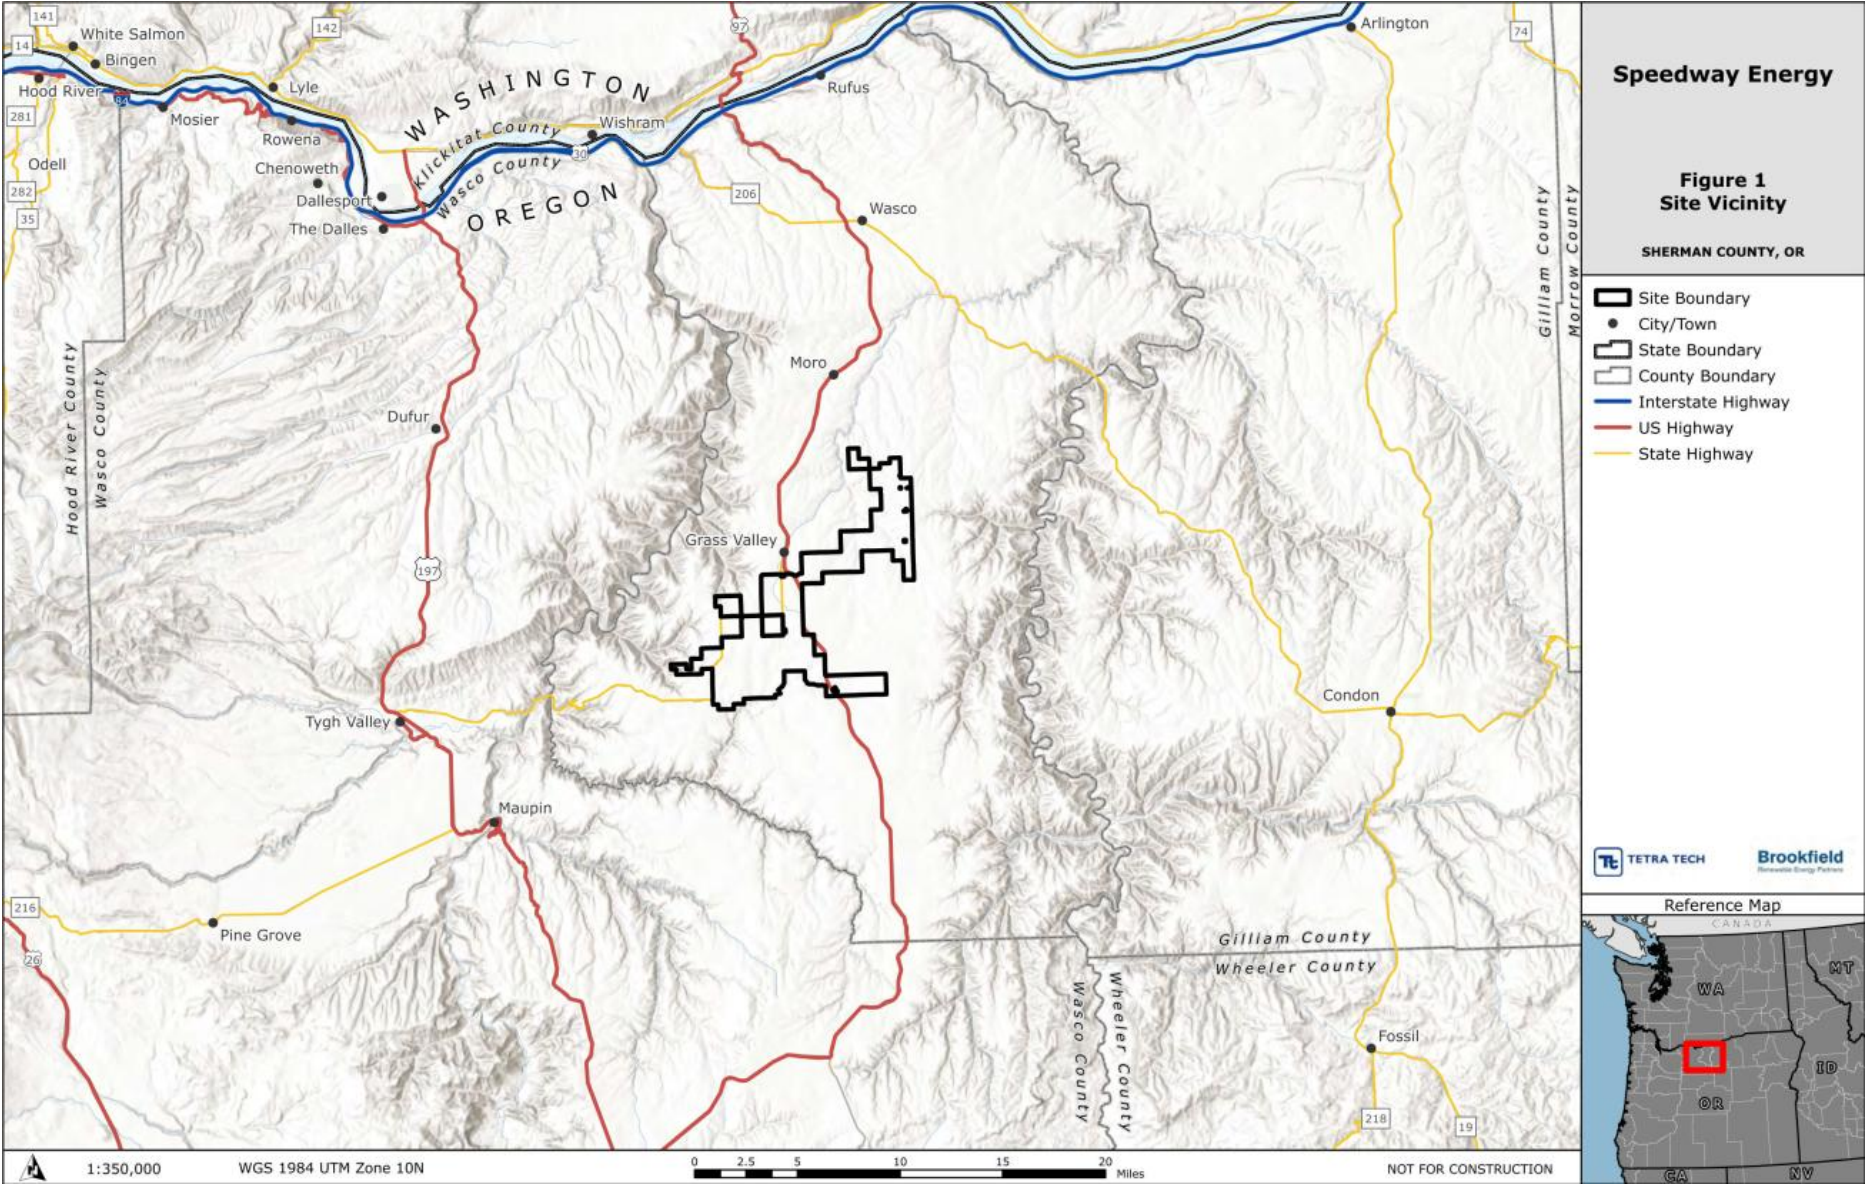 141
White Salmon
142
97
Arlington
74
14
Bingen
Hood River
84
Lyle
Rufus
281
Mosier
WASHINGTON
Rowena
Klickitat County
Wishram
Odell
Chenoweth
Wasco County
30
282
Dallesport
OREGON
206
35
The Dalles
Wasco
Gilliam County
Morrow County
Moro
Hood River County
Wasco County
Dufur
Grass Valley
197
Tygh Valley
Condon
Maupin
216
Pine Grove
26
Gilliam County
Wheeler County
Wasco County
Wheeler County
Fossil
218
19
1:350,000
WGS 1984 UTM Zone 10N
0 2.5 5 10 15 20
Miles
NOT FOR CONSTRUCTION
Speedway Energy
Figure 1
Site Vicinity
SHERMAN COUNTY, OR
Site Boundary
City/Town
State Boundary
County Boundary
Interstate Highway
US Highway
State Highway
TETRA TECH
Brookfield
Renewable Energy Partners
Reference Map
CANADA
WA
MT
OR
ID
CA
NV